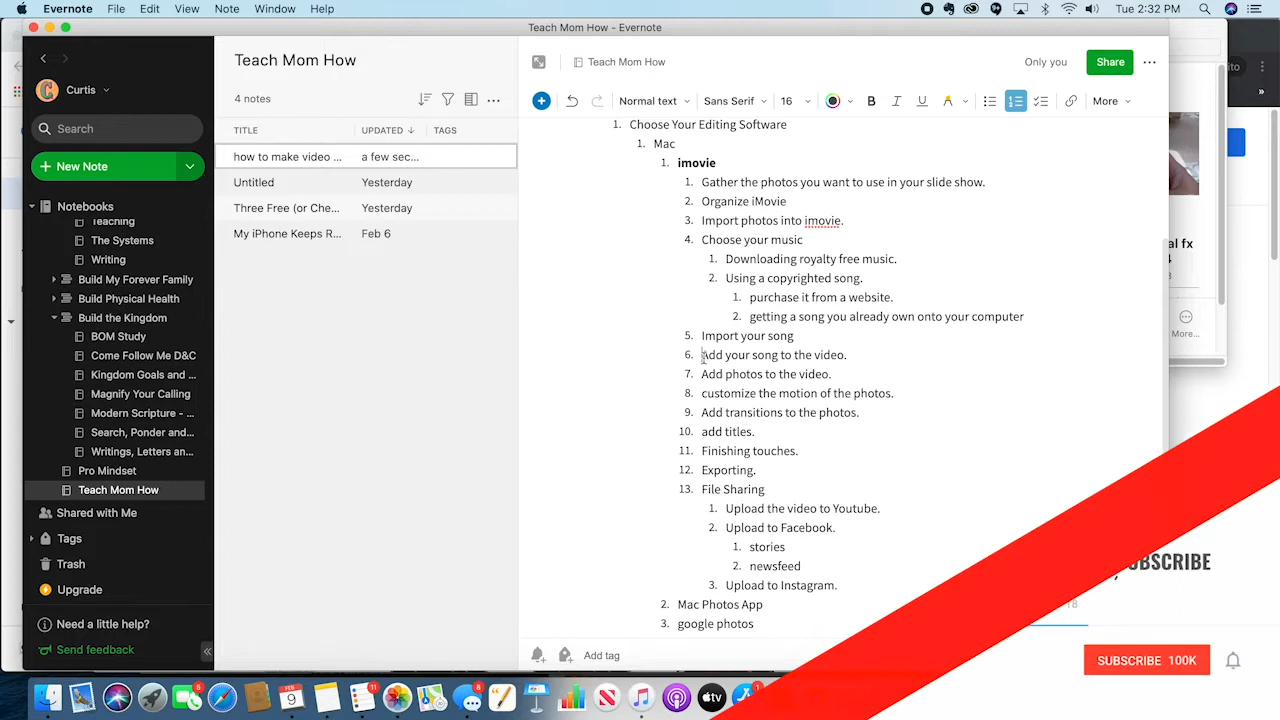 Evernote File Edit View Note Window Help Tue 2:32 PM
Teach Mom How – Evernote
Curtis
Search
New Note
Notebooks
Teaching
The Systems
Writing
Build My Forever Family
Build Physical Health
Build the Kingdom
BOM Study
Come Follow Me D&C
Kingdom Goals and ...
Magnify Your Calling
Modern Scripture - ...
Search, Ponder and...
Writings, Letters an...
Pro Mindset
Teach Mom How
Shared with Me
Tags
Trash
Upgrade
Need a little help?
Send feedback
Teach Mom How
4 notes
TITLE UPDATED TAGS
how to make video ... a few sec...
Untitled Yesterday
Three Free (or Che... Yesterday
My iPhone Keeps R... Feb 6
Teach Mom How Only you Share
Normal text Sans Serif 16 B I U A More
1. Choose Your Editing Software
1. Mac
1. imovie
1. Gather the photos you want to use in your slide show.
2. Organize iMovie
3. Import photos into imovie.
4. Choose your music
1. Downloading royalty free music.
2. Using a copyrighted song.
1. purchase it from a website.
2. getting a song you already own onto your computer
5. Import your song
6. Add your song to the video.
7. Add photos to the video.
8. customize the motion of the photos.
9. Add transitions to the photos.
10. add titles.
11. Finishing touches.
12. Exporting.
13. File Sharing
1. Upload the video to Youtube.
2. Upload to Facebook.
1. stories
2. newsfeed
3. Upload to Instagram.
2. Mac Photos App
3. google photos
Add tag
al fx
More...
BSCRIBE
SUBSCRIBE 100K
8
FEB
9
11
8
tv
1